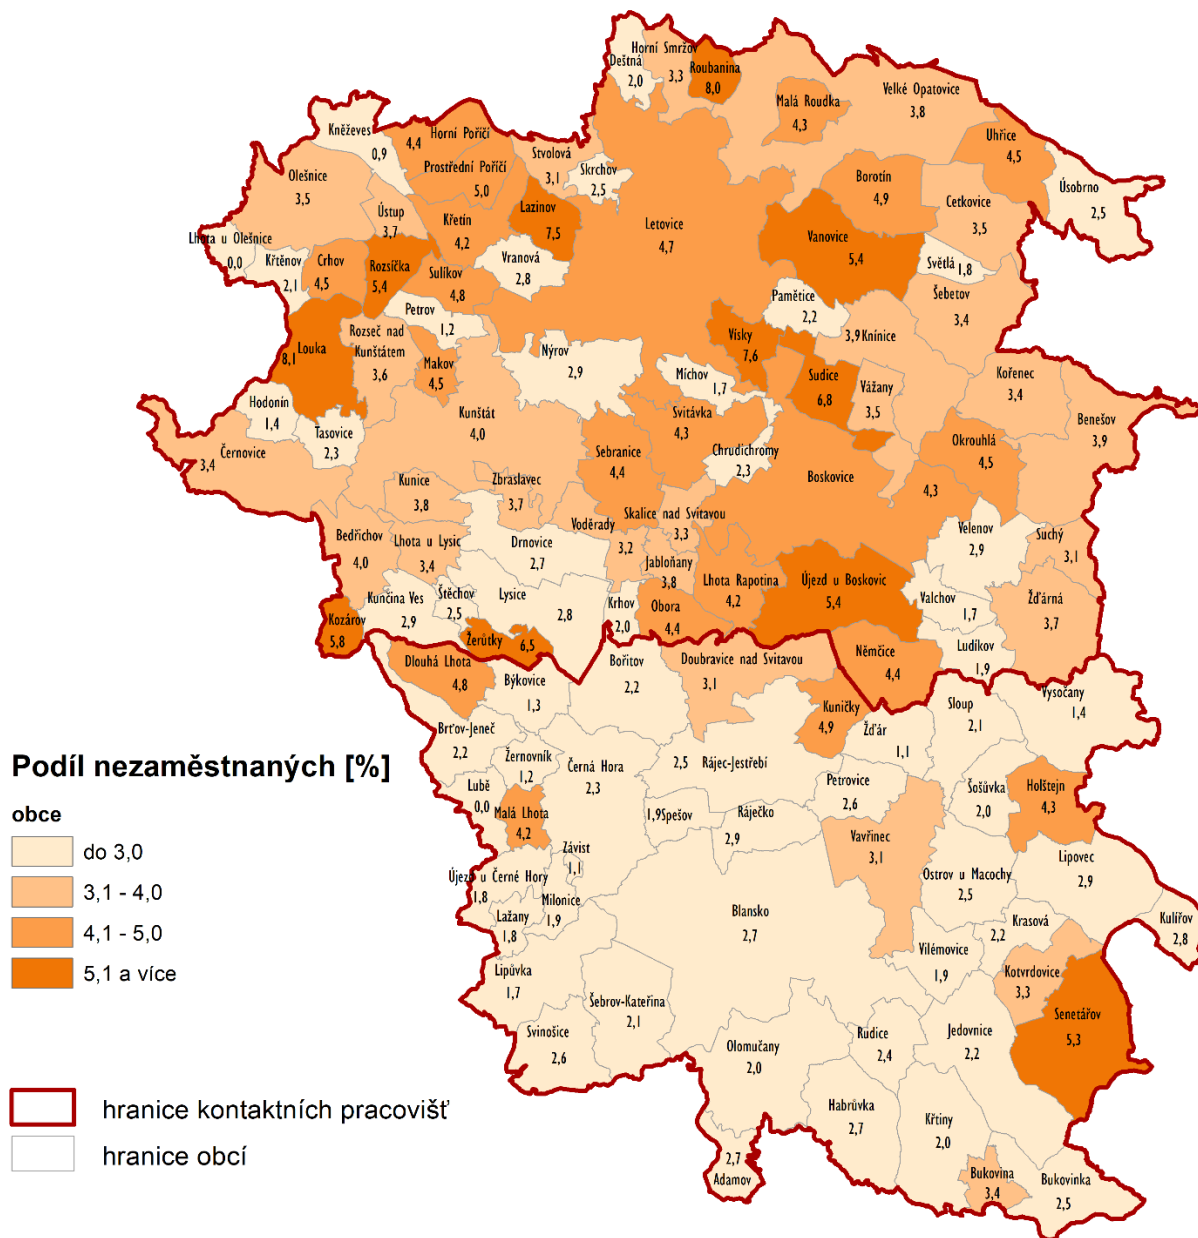 Horní Smržov
3,3
Deštná
2,0
Roubanina
8,0
Velké Opatovice
3,8
Malá Roudka
4,3
Kněževes
0,9
4,4
Horní Poříčí
Prostřední Poříčí
5,0
Stvolová
3,1
Skrchov
2,5
Uhřice
4,5
Úsobrno
2,5
Olešnice
3,5
Borotín
4,9
Cetkovice
3,5
Ústup
3,7
Křetín
4,2
Lazinov
7,5
Letovice
4,7
Vanovice
5,4
Lhota u Olešnice
0,0
Křtěnov
2,1
Crhov
4,5
Rozsíčka
5,4
Sulíkov
4,8
Vranová
2,8
Světlá
1,8
Šebetov
3,4
Petrov
1,2
Pamětice
2,2
3,9
Knínice
Louka
8,1
Rozseč nad
Kunštátem
3,6
Makov
4,5
Nýrov
2,9
Vísky
7,6
Míchov
1,7
Sudice
6,8
Vážany
3,5
Kořenec
3,4
Benešov
3,9
Hodonín
1,4
Tasovice
2,3
Kunštát
4,0
Svitávka
4,3
Chrudichromy
2,3
Okrouhlá
4,5
3,4
Černovice
Sebranice
4,4
Boskovice
4,3
Kunice
3,8
Zbraslavec
3,7
Voděrady
3,2
Skalice nad Svitavou
3,3
Velenov
2,9
Suchý
3,1
Bedřichov
4,0
Lhota u Lysic
3,4
Drnovice
2,7
Jabloňany
3,8
Lhota Rapotina
4,2
Újezd u Boskovic
5,4
Kunčina Ves
2,9
Štěchov
2,5
Lysice
2,8
Krhov
2,0
Obora
4,4
Valchov
1,7
Žďárná
3,7
Kozárov
5,8
Žerůtky
6,5
Němčice
4,4
Ludíkov
1,9
Dlouhá Lhota
4,8
Býkovice
1,3
Bořitov
2,2
Doubravice nad Svitavou
3,1
Kuničky
4,9
Žďár
1,1
Sloup
2,1
Vysočany
1,4
Brťov-Jeneč
2,2
Žernovník
1,2
Černá Hora
2,3
2,5
Rájec-Jestřebí
Petrovice
2,6
Šošůvka
2,0
Holštejn
4,3
Podíl nezaměstnaných [%]
Lubě
0,0
Malá Lhota
4,2
1,9
Spešov
Ráječko
2,9
Vavřinec
3,1
obce
do 3,0
Závist
1,1
Lipovec
2,9
Ostrov u Macochy
2,5
3,1 - 4,0
Újezd u Černé Hory
1,8
Milonice
1,9
Lažany
1,8
Blansko
2,7
Krasová
2,2
Kulířov
2,8
4,1 - 5,0
5,1 a více
Lipůvka
1,7
Vilémovice
1,9
Kotvrdovice
3,3
Šebrov-Kateřina
2,1
Senetářov
5,3
Svinošice
2,6
Olomučany
2,0
Rudice
2,4
Jedovnice
2,2
hranice kontaktních pracovišť
Habrůvka
2,7
Křtiny
2,0
hranice obcí
2,7
Adamov
Bukovina
3,4
Bukovinka
2,5